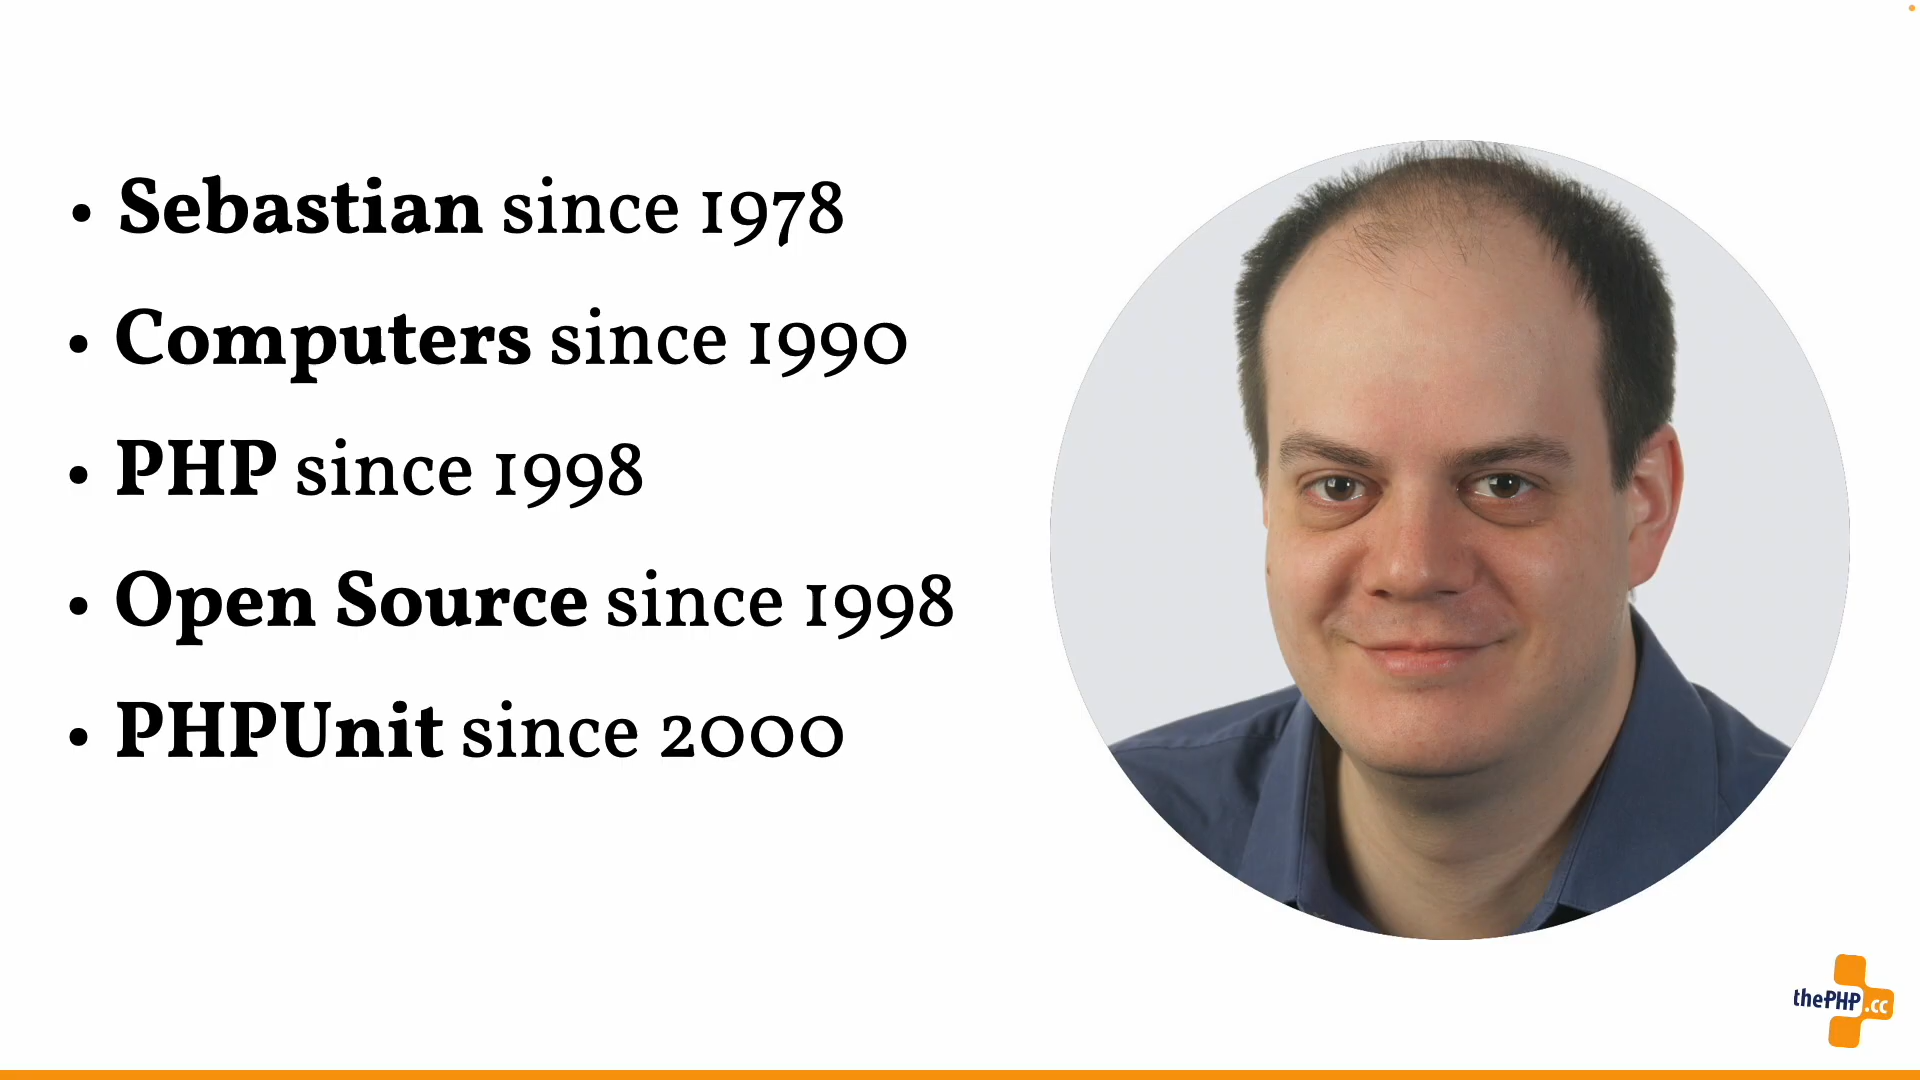 • Sebastian since 1978
• Computers since 1990
• PHP since 1998
• Open Source since 1998
• PHPUnit since 2000
thePHP.cc